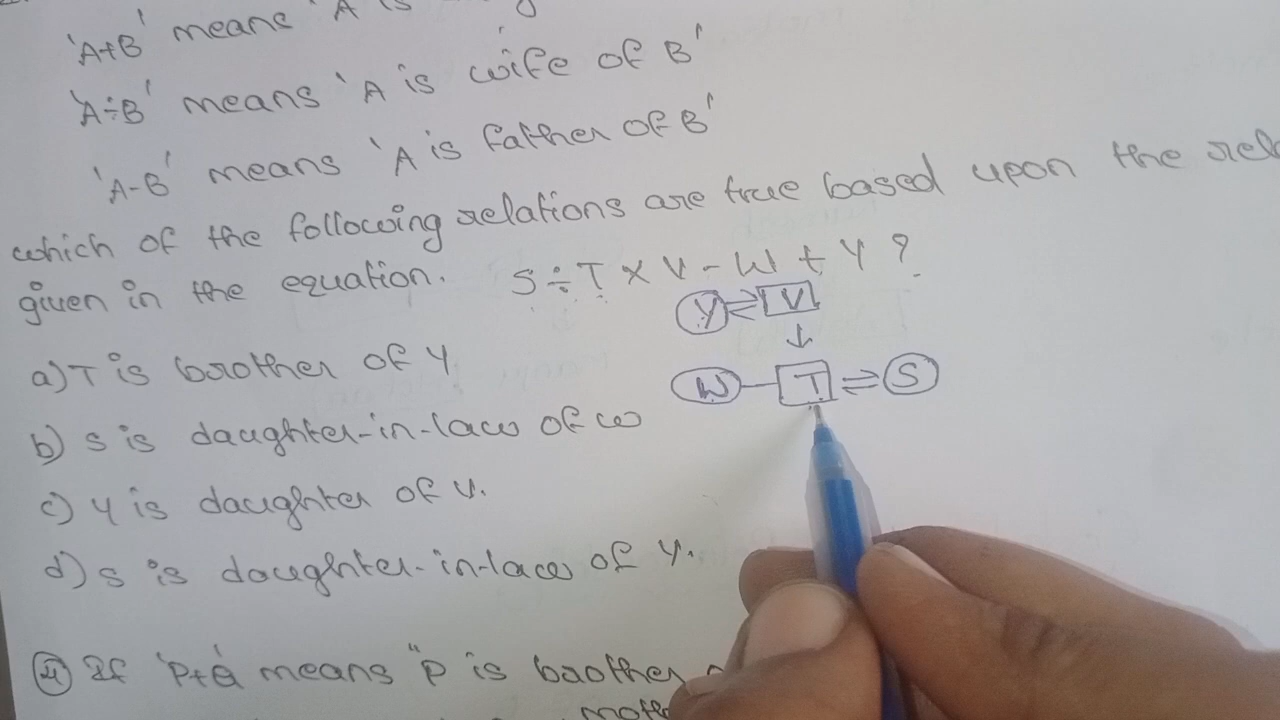 'A+B' means 'A is
'A÷B' means 'A is wife of B'
'A-B' means 'A is father of B'
which of the following relations are true based upon the
given in the equation. S÷T×V-W+Y?
Y V
a) T is brother of Y
W T S
b) S is daughter-in-law of w
c) Y is daughter of V.
d) S is daughter-in-law of Y.
④ If 'P+Q' means "P is brother